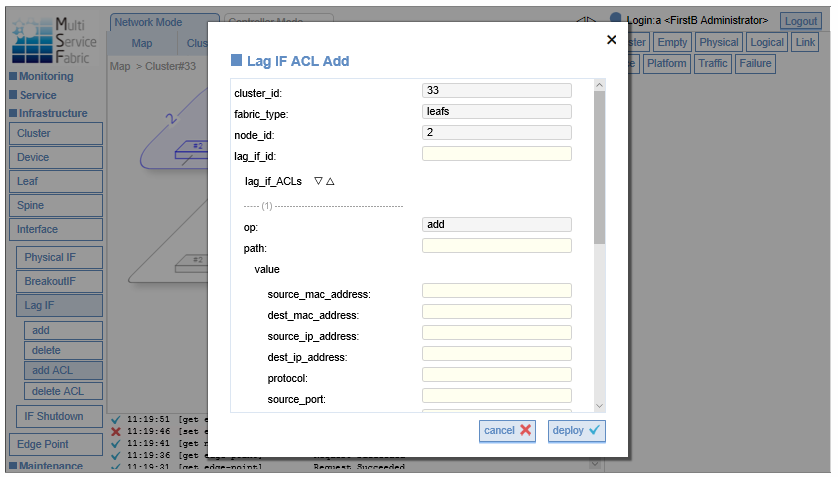 Multi
Service
Fabric
Network Mode
Controller Mode
Login:a <FirstB Administrator>
Logout
Map
Clus
ster
Empty
Physical
Logical
Link
Platform
Traffic
Failure
Map > Cluster#33
Monitoring
Service
Infrastructure
Cluster
Device
Leaf
Spine
Interface
Physical IF
BreakoutIF
Lag IF
add
delete
add ACL
delete ACL
IF Shutdown
Edge Point
Maintenance
2
#2
#2
×
Lag IF ACL Add
cluster_id: 33
fabric_type: leafs
node_id: 2
lag_if_id:
lag_if_ACLs ▽ △
----- (1) ------------------------------------------
op: add
path:
value
source_mac_address:
dest_mac_address:
source_ip_address:
dest_ip_address:
protocol:
source_port:
cancel
deploy
11:19:51 [get e
11:19:46 [set e
11:19:41 [get n
11:19:36 [get edge-point] Request Succeeded
11:19:31 [get edge-point] Request Succeeded